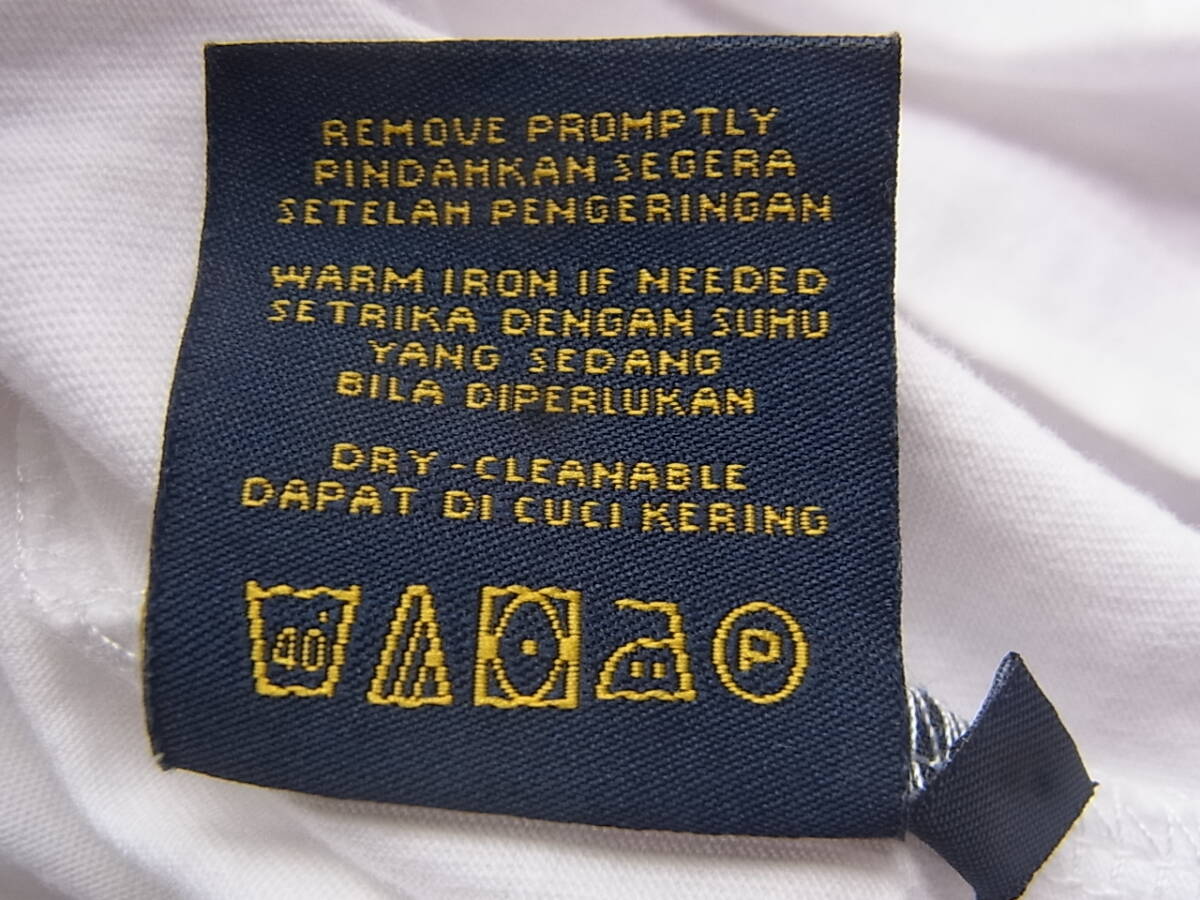 REMOVE PROMPTLY
PINDAHKAN SEGERA
SETELAH PENGERINGAN
WARM IRON IF NEEDED
SETRIKA DENGAN SUHU
YANG SEDANG
BILA DIPERLUKAN
DRY-CLEANABLE
DAPAT DI CUCI KERING
40° P